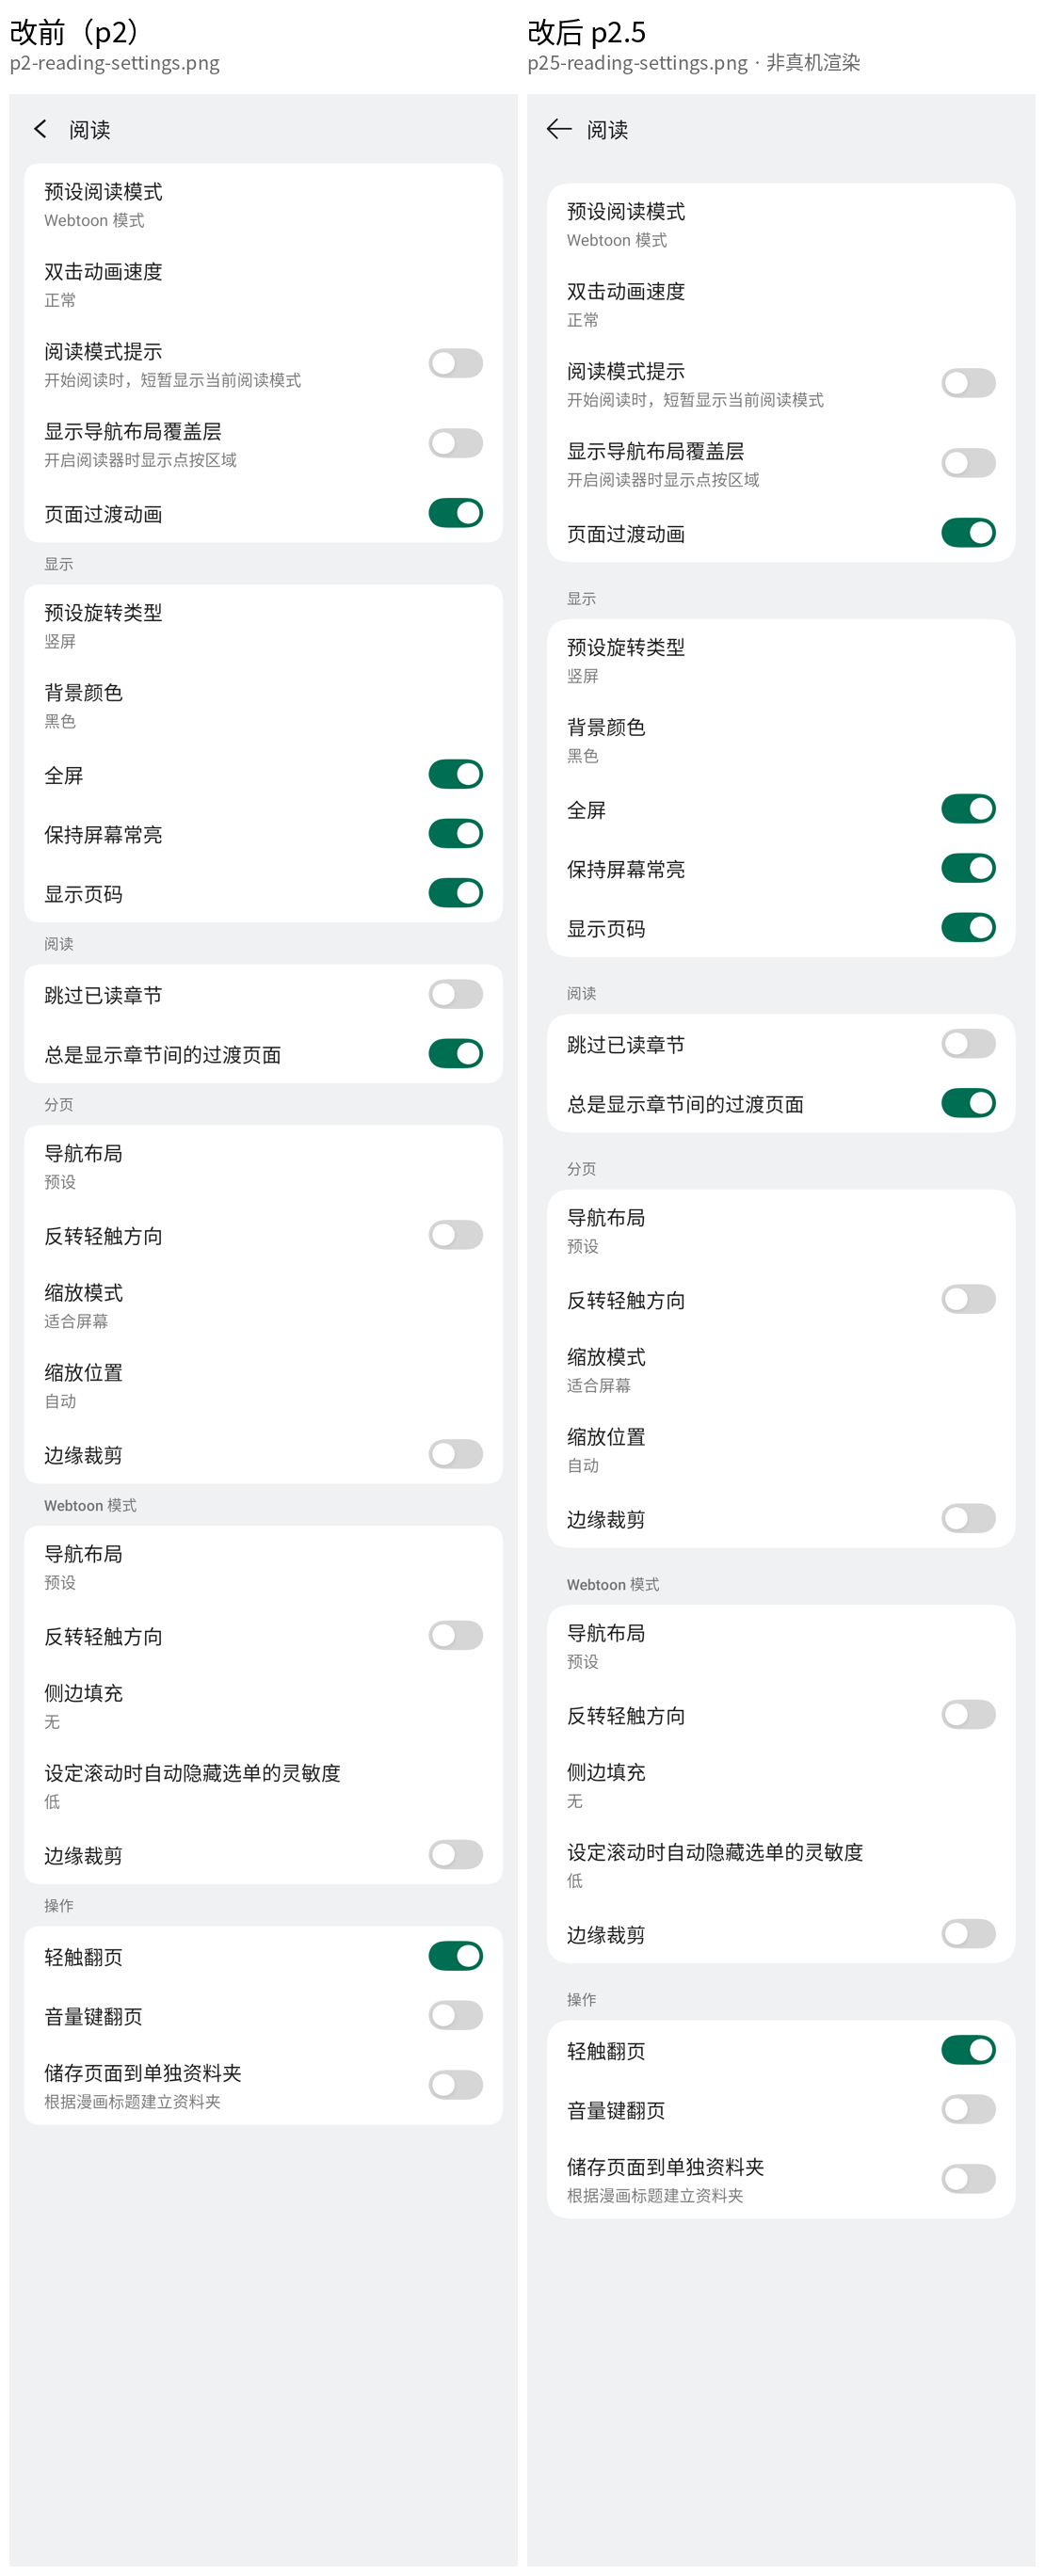 改前（p2）
p2-reading-settings.png
阅读
预设阅读模式
Webtoon 模式
双击动画速度
正常
阅读模式提示
开始阅读时，短暂显示当前阅读模式
显示导航布局覆盖层
开启阅读器时显示点按区域
页面过渡动画
显示
预设旋转类型
竖屏
背景颜色
黑色
全屏
保持屏幕常亮
显示页码
阅读
跳过已读章节
总是显示章节间的过渡页面
分页
导航布局
预设
反转轻触方向
缩放模式
适合屏幕
缩放位置
自动
边缘裁剪
Webtoon 模式
导航布局
预设
反转轻触方向
侧边填充
无
设定滚动时自动隐藏选单的灵敏度
低
边缘裁剪
操作
轻触翻页
音量键翻页
储存页面到单独资料夹
根据漫画标题建立资料夹
改后 p2.5
p25-reading-settings.png · 非真机渲染
阅读
预设阅读模式
Webtoon 模式
双击动画速度
正常
阅读模式提示
开始阅读时，短暂显示当前阅读模式
显示导航布局覆盖层
开启阅读器时显示点按区域
页面过渡动画
显示
预设旋转类型
竖屏
背景颜色
黑色
全屏
保持屏幕常亮
显示页码
阅读
跳过已读章节
总是显示章节间的过渡页面
分页
导航布局
预设
反转轻触方向
缩放模式
适合屏幕
缩放位置
自动
边缘裁剪
Webtoon 模式
导航布局
预设
反转轻触方向
侧边填充
无
设定滚动时自动隐藏选单的灵敏度
低
边缘裁剪
操作
轻触翻页
音量键翻页
储存页面到单独资料夹
根据漫画标题建立资料夹